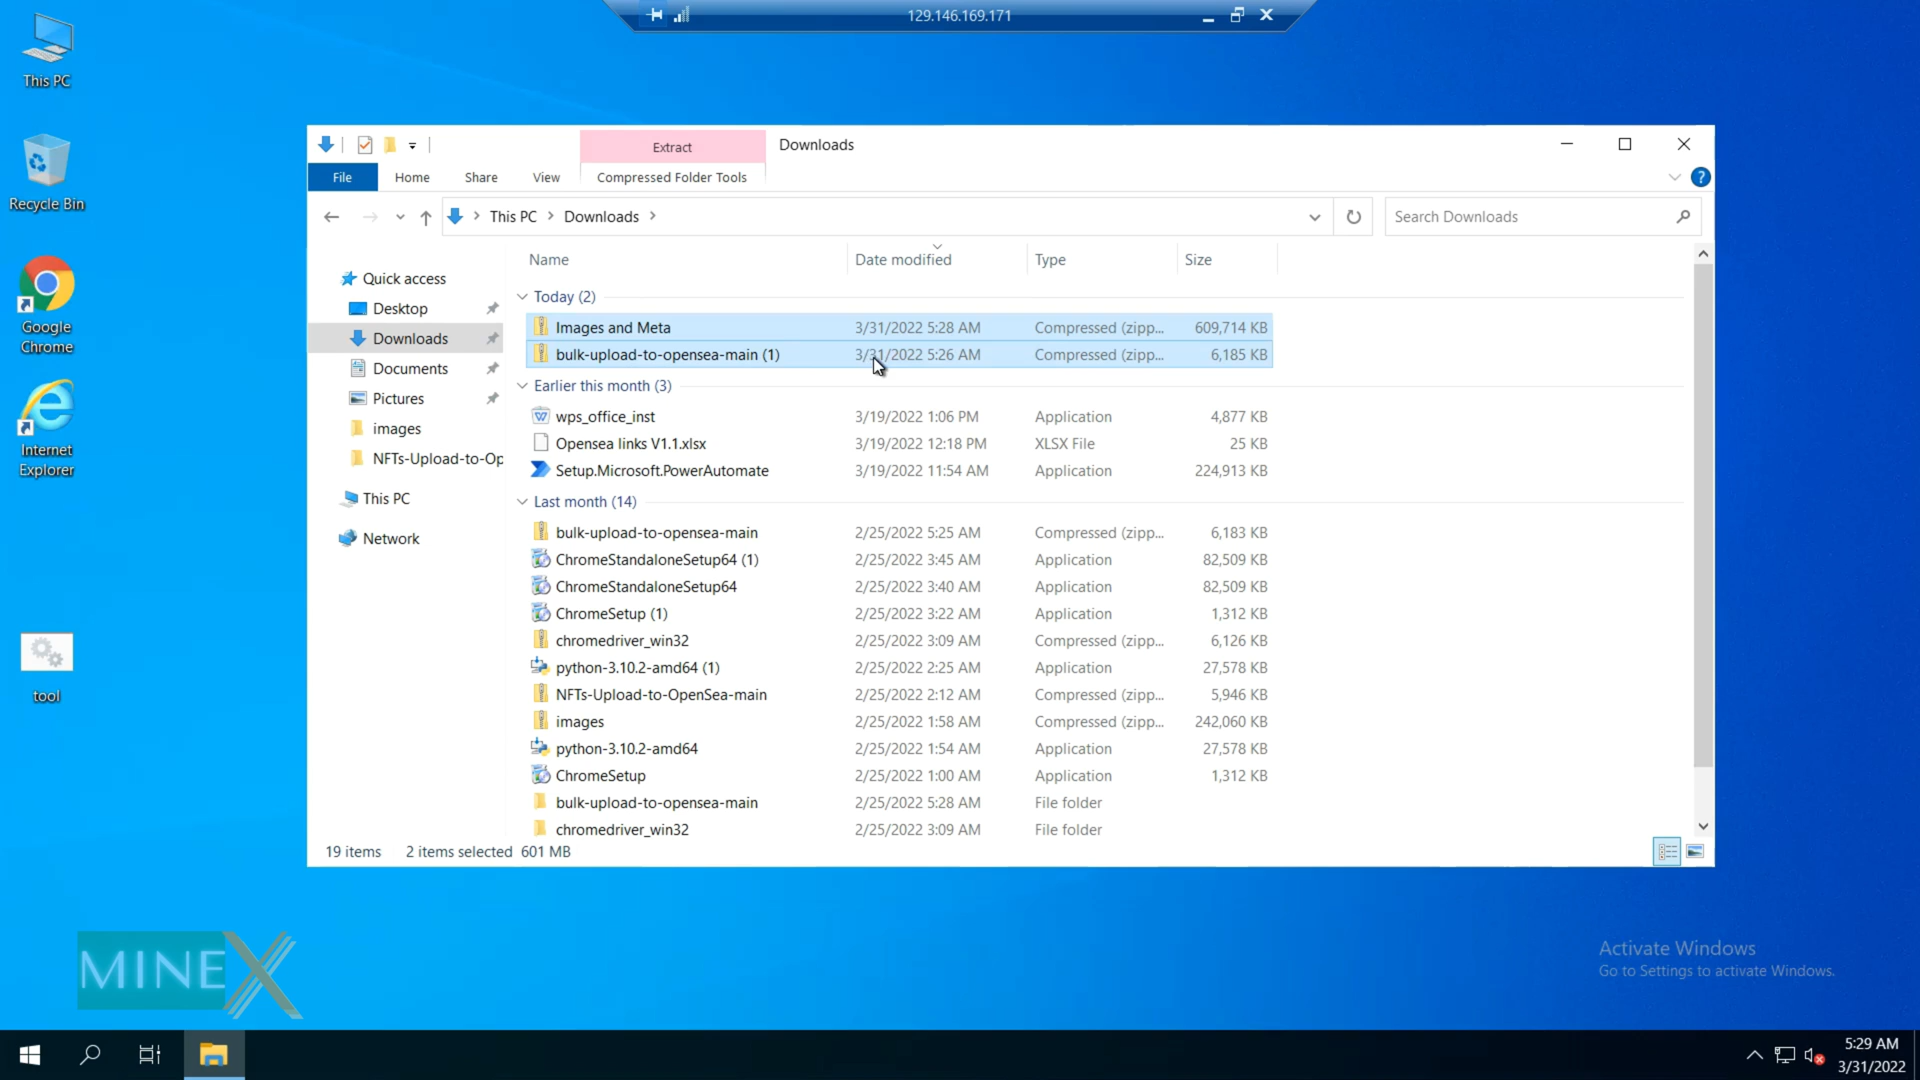 129.146.169.171
This PC
Recycle Bin
Google
Chrome
Internet
Explorer
tool
Extract
Downloads
File
Home
Share
View
Compressed Folder Tools
?
This PC
Downloads
Search Downloads
Name
Date modified
Type
Size
Quick access
Desktop
Downloads
Documents
Pictures
images
NFTs-Upload-to-Op
This PC
Network
Today (2)
Images and Meta 3/31/2022 5:28 AM Compressed (zipp... 609,714 KB
bulk-upload-to-opensea-main (1) 3/31/2022 5:26 AM Compressed (zipp... 6,185 KB
Earlier this month (3)
wps_office_inst 3/19/2022 1:06 PM Application 4,877 KB
Opensea links V1.1.xlsx 3/19/2022 12:18 PM XLSX File 25 KB
Setup.Microsoft.PowerAutomate 3/19/2022 11:54 AM Application 224,913 KB
Last month (14)
bulk-upload-to-opensea-main 2/25/2022 5:25 AM Compressed (zipp... 6,183 KB
ChromeStandaloneSetup64 (1) 2/25/2022 3:45 AM Application 82,509 KB
ChromeStandaloneSetup64 2/25/2022 3:40 AM Application 82,509 KB
ChromeSetup (1) 2/25/2022 3:22 AM Application 1,312 KB
chromedriver_win32 2/25/2022 3:09 AM Compressed (zipp... 6,126 KB
python-3.10.2-amd64 (1) 2/25/2022 2:25 AM Application 27,578 KB
NFTs-Upload-to-OpenSea-main 2/25/2022 2:12 AM Compressed (zipp... 5,946 KB
images 2/25/2022 1:58 AM Compressed (zipp... 242,060 KB
python-3.10.2-amd64 2/25/2022 1:54 AM Application 27,578 KB
ChromeSetup 2/25/2022 1:00 AM Application 1,312 KB
bulk-upload-to-opensea-main 2/25/2022 5:28 AM File folder
chromedriver_win32 2/25/2022 3:09 AM File folder
19 items 2 items selected 601 MB
MINEX
Activate Windows
Go to Settings to activate Windows.
5:29 AM
3/31/2022